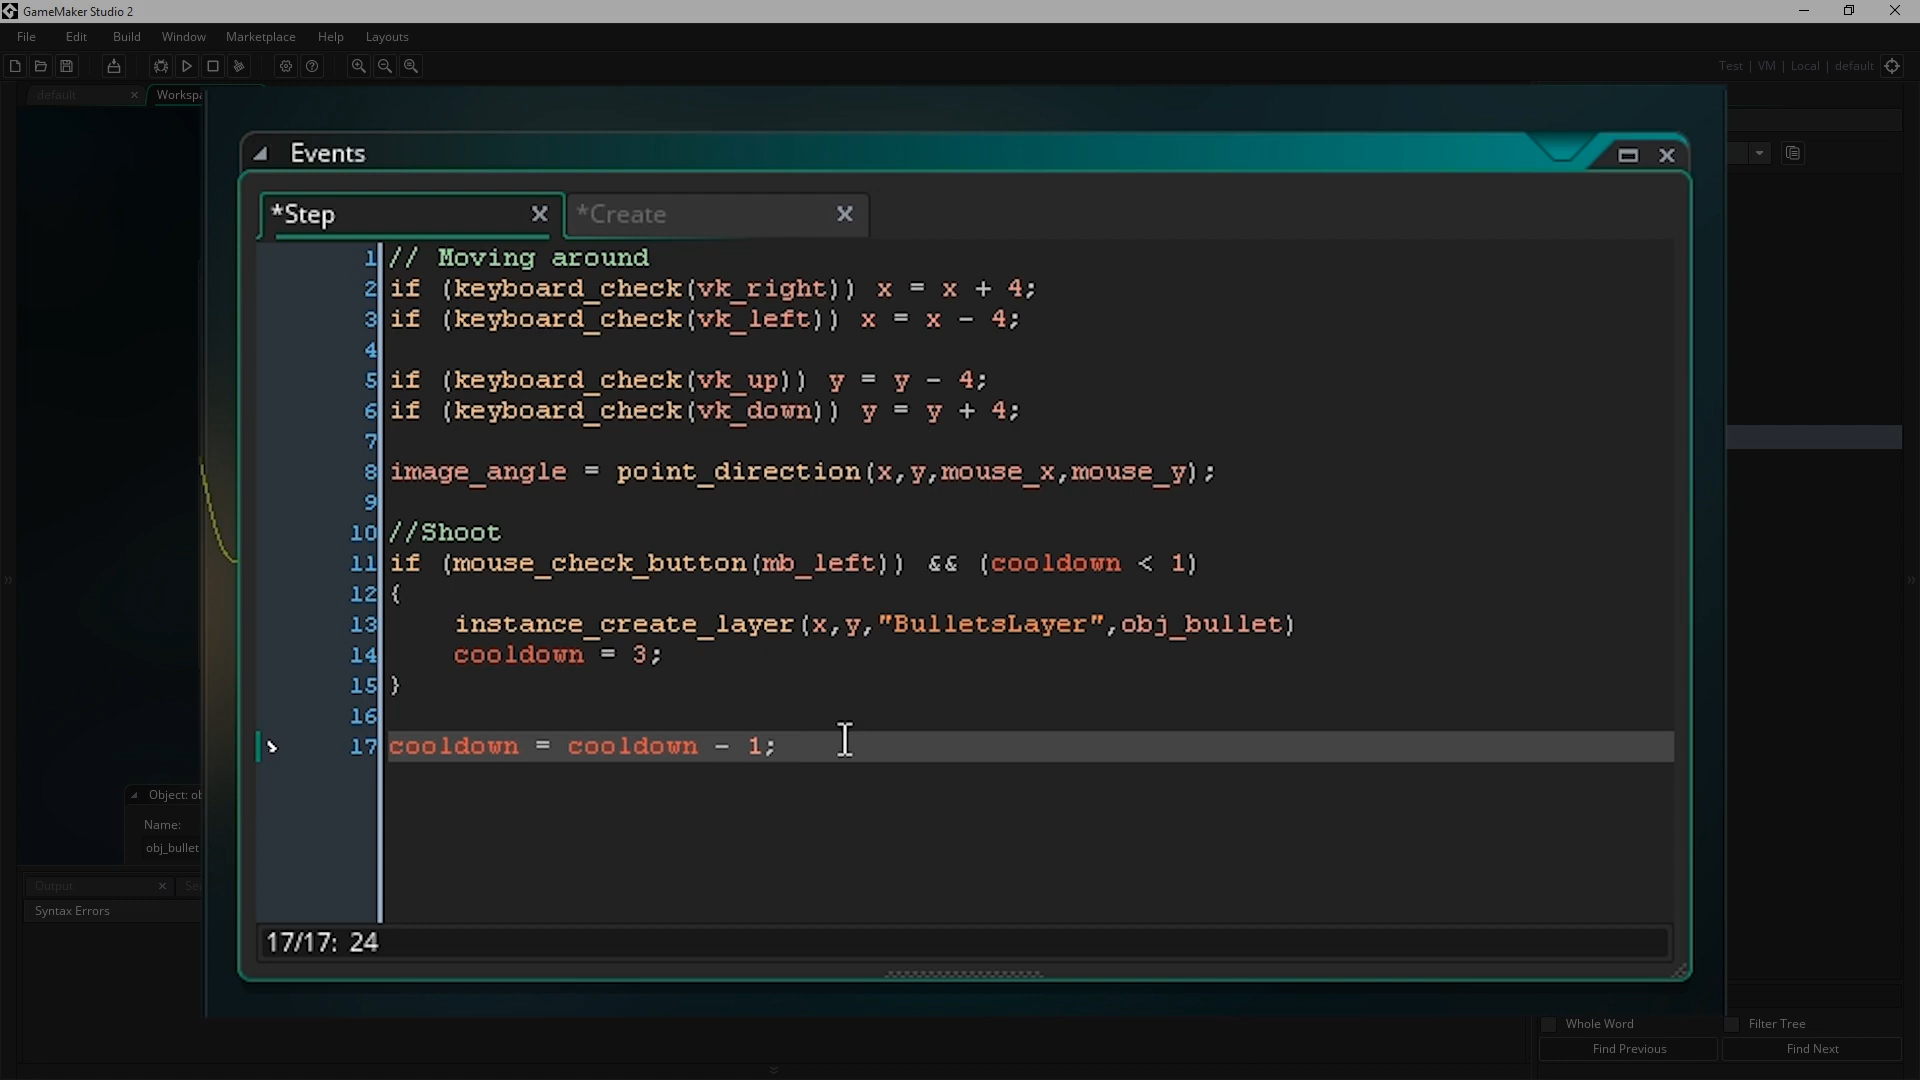 GameMaker Studio 2
File Edit Build Window Marketplace Help Layouts
Test | VM | Local | default
default
Events
*Step *Create
1 // Moving around
2 if (keyboard_check(vk_right)) x = x + 4;
3 if (keyboard_check(vk_left)) x = x - 4;
4
5 if (keyboard_check(vk_up)) y = y - 4;
6 if (keyboard_check(vk_down)) y = y + 4;
7
8 image_angle = point_direction(x,y,mouse_x,mouse_y);
9
10 //Shoot
11 if (mouse_check_button(mb_left)) && (cooldown < 1)
12 {
13 instance_create_layer(x,y,"BulletsLayer",obj_bullet)
14 cooldown = 3;
15 }
16
17 cooldown = cooldown - 1;
Object: ob
Name:
obj_bullet
Output
Syntax Errors
17/17: 24
Whole Word Filter Tree
Find Previous Find Next